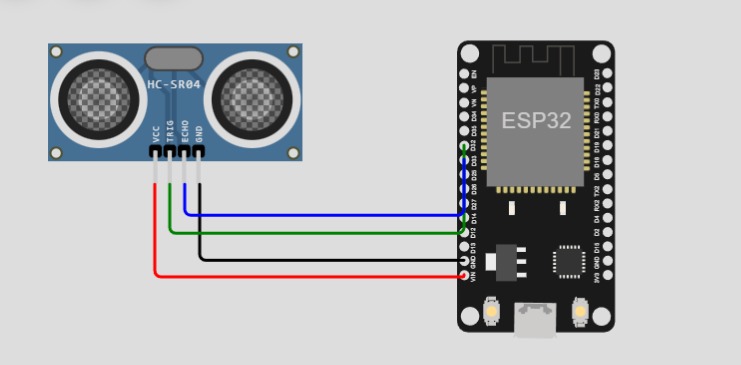 HC-SR04
VCC
TRIG
ECHO
GND
ESP32
EN
VP
VN
D34
D35
D32
D33
D25
D26
D27
D14
D12
D13
GND
VIN
D23
D22
TX0
RX0
D21
D19
D18
D5
TX2
RX2
D4
D2
D15
GND
3V3